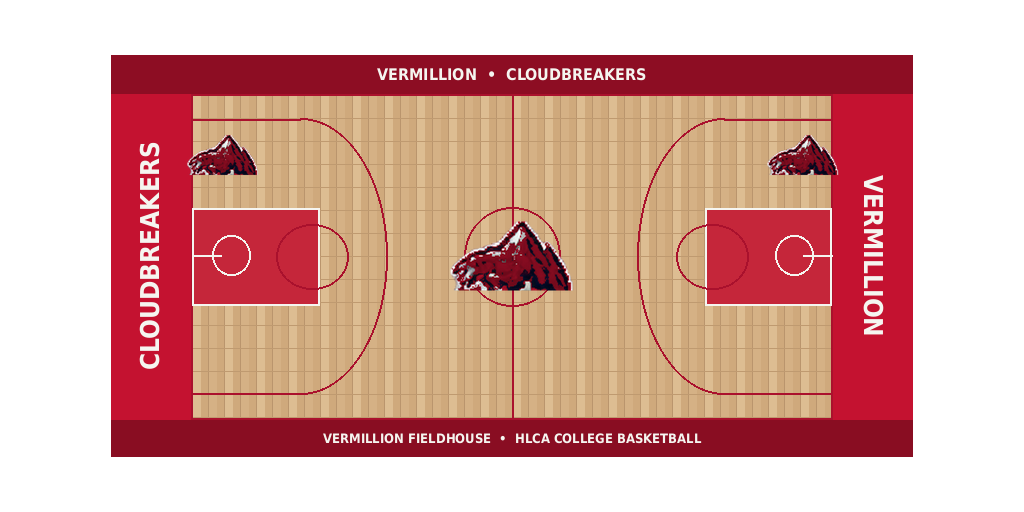 VERMILLION • CLOUDBREAKERS
CLOUDBREAKERS
VERMILLION
VERMILLION FIELDHOUSE • HLCA COLLEGE BASKETBALL